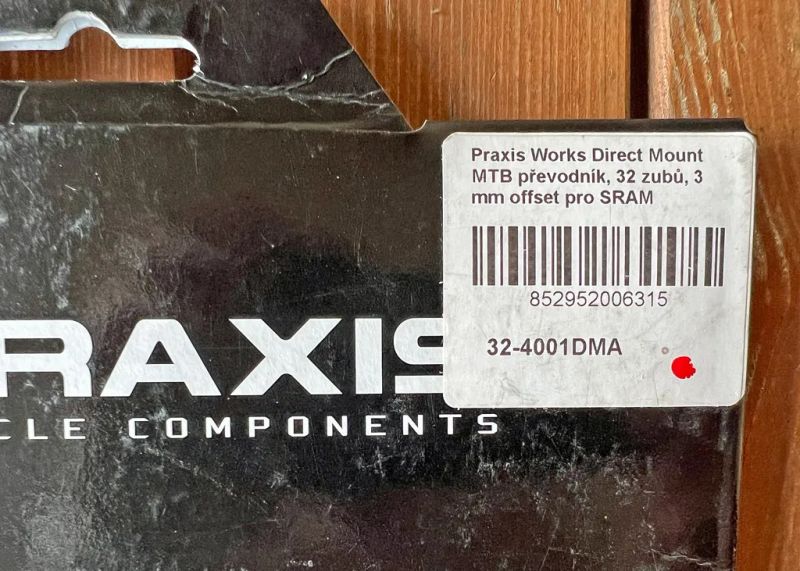 Praxis Works Direct Mount
MTB převodník, 32 zubů, 3
mm offset pro SRAM
852952006315
32-4001DMA
RAXIS
CLE COMPONENTS